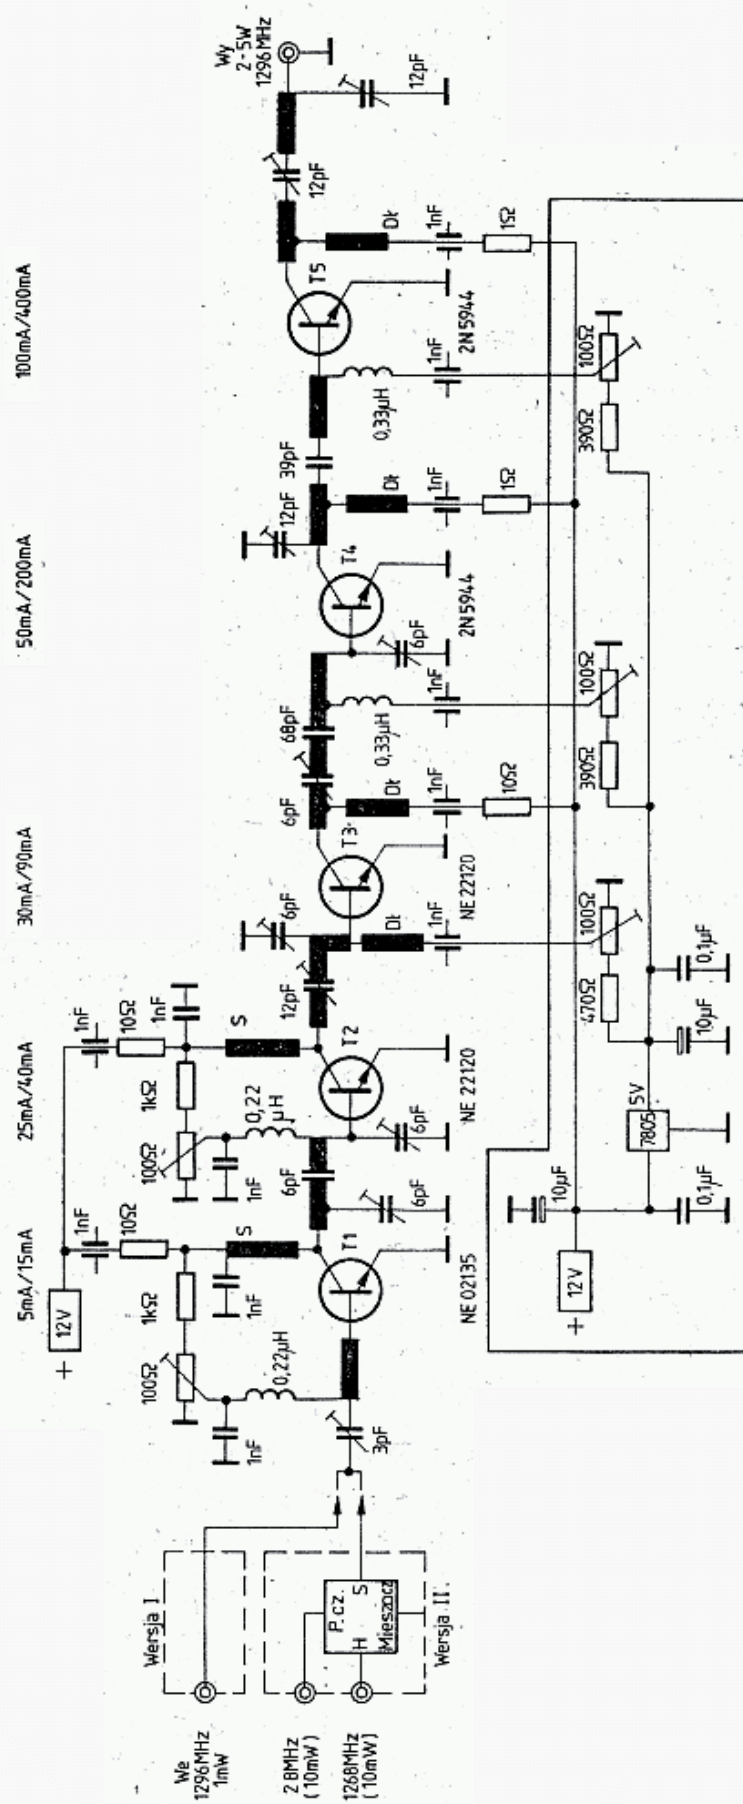 5mA/15mA
25mA/40mA
30mA/90mA
50mA/200mA
100mA/400mA
+
12V
1nF
10Ω
1nF
10Ω
1kΩ
100Ω
1nF
1kΩ
100Ω
1nF
S
1nF
1nF
S
0,22
µH
0,22µH
Wersja I
We
1296MHz
1mW
28MHz
(10mW)
1268MHz
(10mW)
P.cz.
H
S
Mieszacz
Wersja II
3pF
T1
NE 02135
6pF
6pF
6pF
T2
NE 22120
12pF
6pF
Dł
1nF
T3
NE 22120
6pF
68pF
Dł
1nF
10Ω
0,33µH
1nF
6pF
T4
2N5944
12pF
39pF
Dł
1nF
1Ω
0,33µH
1nF
T5
2N5944
12pF
Dł
1nF
1Ω
12pF
Wy
2-5W
1296MHz
+
12V
10µF
0,1µF
7805
5V
10µF
0,1µF
470Ω
100Ω
390Ω
100Ω
390Ω
100Ω